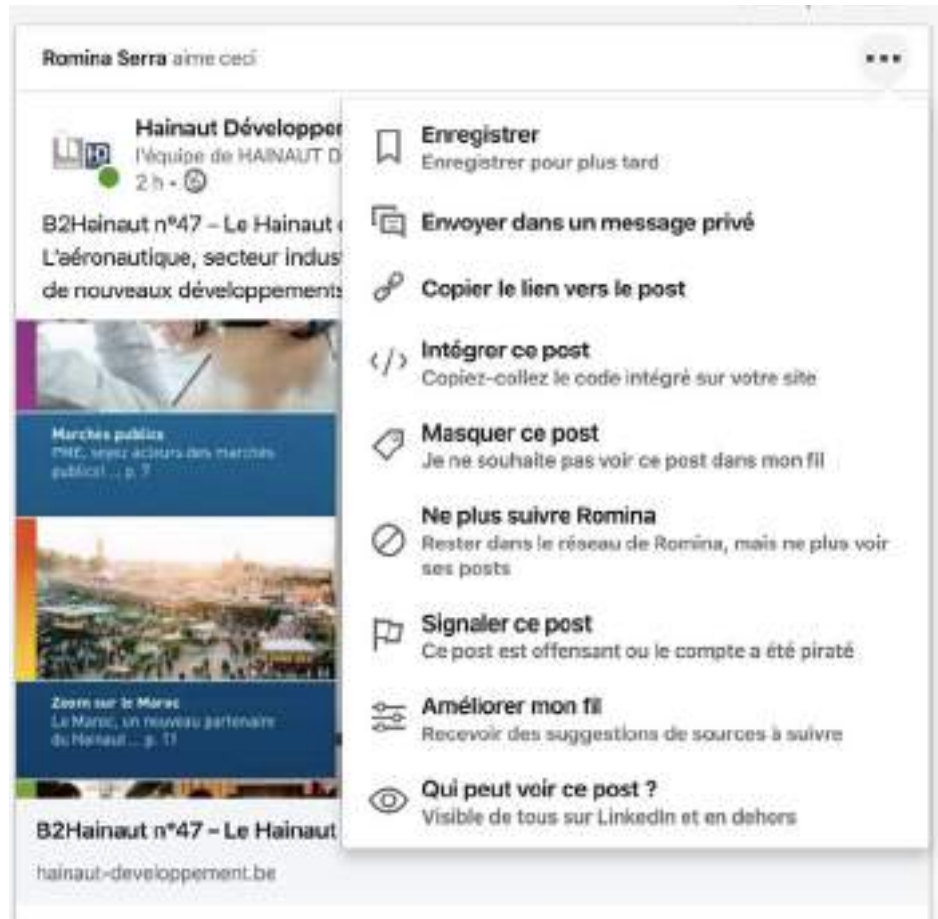 Romina Serra aime ceci
Hainaut Développe
l'équipe de HAINAUT D
2 h •
B2Hainaut n°47 – Le Hainaut
L'aéronautique, secteur indus
de nouveaux développements
Marchés publics
PME, soyez acteurs des marchés
publics! ... p. 7
Zoom sur le Maroc
Le Maroc, un nouveau partenaire
du Hainaut ... p. 11
B2Hainaut n°47 – Le Hainaut
hainaut-developpement.be
Enregistrer
Enregistrer pour plus tard
Envoyer dans un message privé
Copier le lien vers le post
Intégrer ce post
Copiez-collez le code intégré sur votre site
Masquer ce post
Je ne souhaite pas voir ce post dans mon fil
Ne plus suivre Romina
Rester dans le réseau de Romina, mais ne plus voir
ses posts
Signaler ce post
Ce post est offensant ou le compte a été piraté
Améliorer mon fil
Recevoir des suggestions de sources à suivre
Qui peut voir ce post ?
Visible de tous sur LinkedIn et en dehors